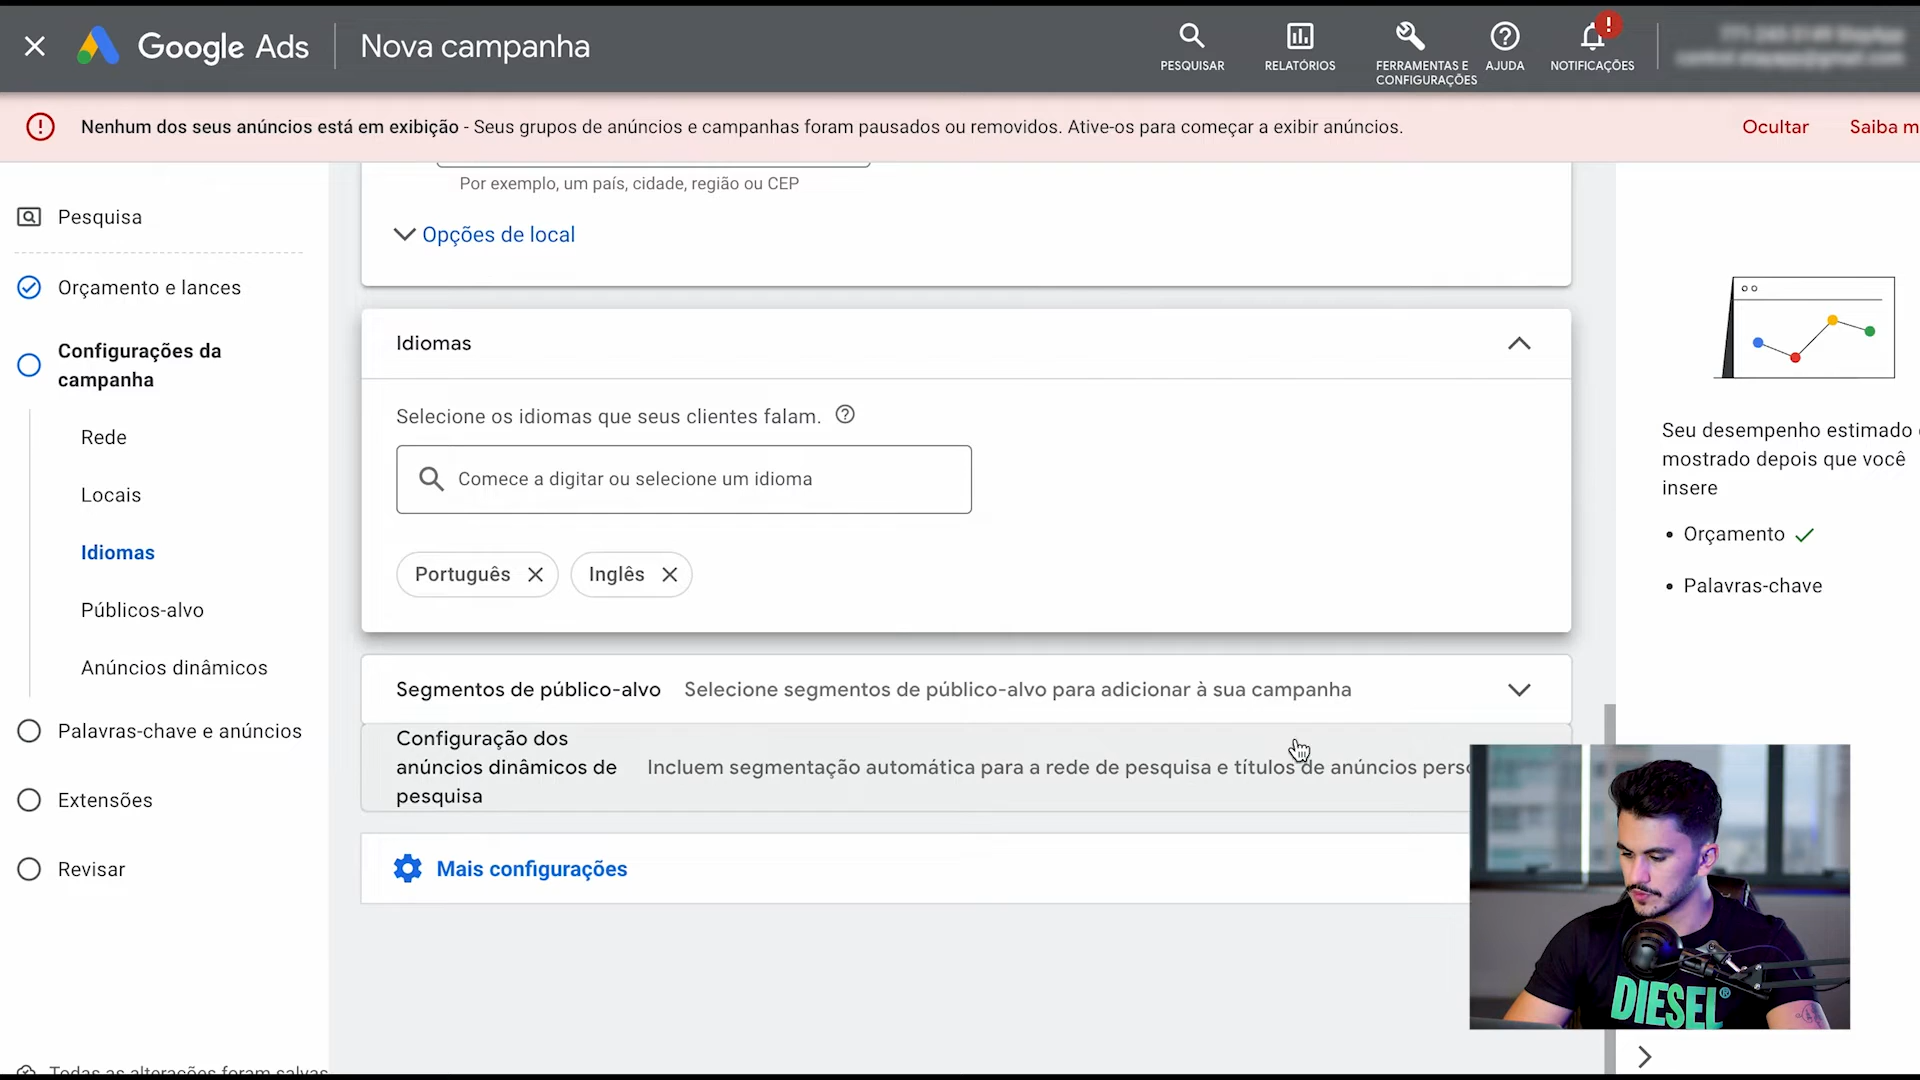 Google Ads
Nova campanha
PESQUISAR
RELATÓRIOS
FERRAMENTAS E
CONFIGURAÇÕES
AJUDA
NOTIFICAÇÕES
Nenhum dos seus anúncios está em exibição - Seus grupos de anúncios e campanhas foram pausados ou removidos. Ative-os para começar a exibir anúncios.
Ocultar
Saiba m
Pesquisa
Orçamento e lances
Configurações da
campanha
Rede
Locais
Idiomas
Públicos-alvo
Anúncios dinâmicos
Palavras-chave e anúncios
Extensões
Revisar
Todas as alterações foram salvas
Por exemplo, um país, cidade, região ou CEP
Opções de local
Idiomas
Selecione os idiomas que seus clientes falam.
Comece a digitar ou selecione um idioma
Português
Inglês
Segmentos de público-alvo
Selecione segmentos de público-alvo para adicionar à sua campanha
Configuração dos
anúncios dinâmicos de
pesquisa
Incluem segmentação automática para a rede de pesquisa e títulos de anúncios perso
Mais configurações
Seu desempenho estimado
mostrado depois que você
insere
• Orçamento
• Palavras-chave
DIESEL®